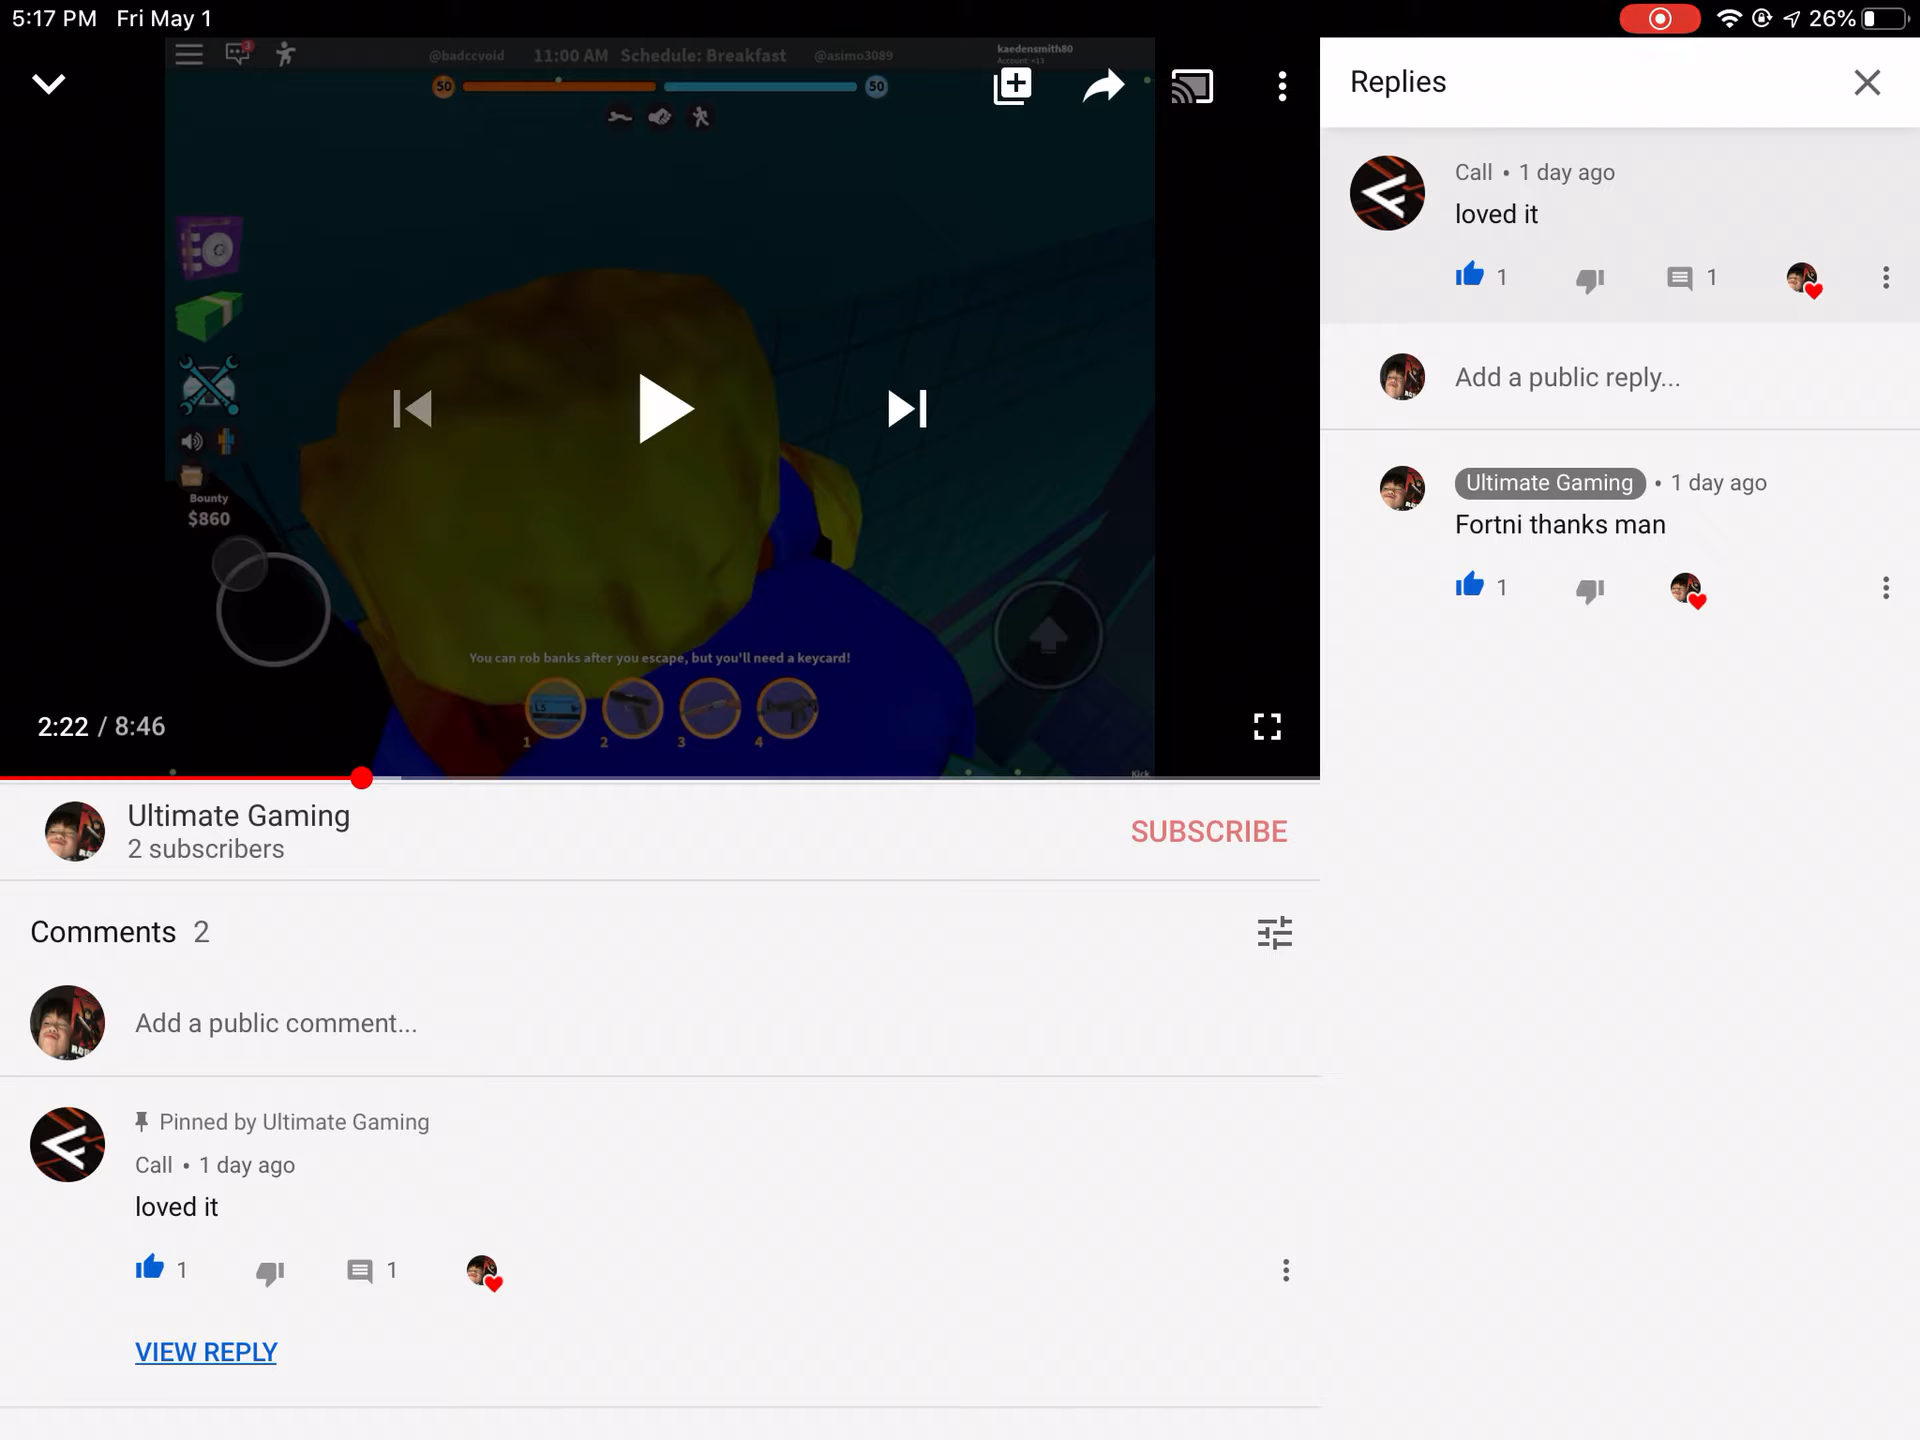 5:17 PM Fri May 1
26%
@badccvoid 11:00 AM Schedule: Breakfast @asimo3089
kaedensmith80
3
50 50
Bounty
$860
You can rob banks after you escape, but you'll need a keycard!
1 2 3 4
2:22 / 8:46
Kick
Ultimate Gaming
2 subscribers
SUBSCRIBE
Comments 2
Add a public comment...
Pinned by Ultimate Gaming
Call • 1 day ago
loved it
1 1
VIEW REPLY
Replies
Call • 1 day ago
loved it
1 1
Add a public reply...
Ultimate Gaming • 1 day ago
Fortni thanks man
1